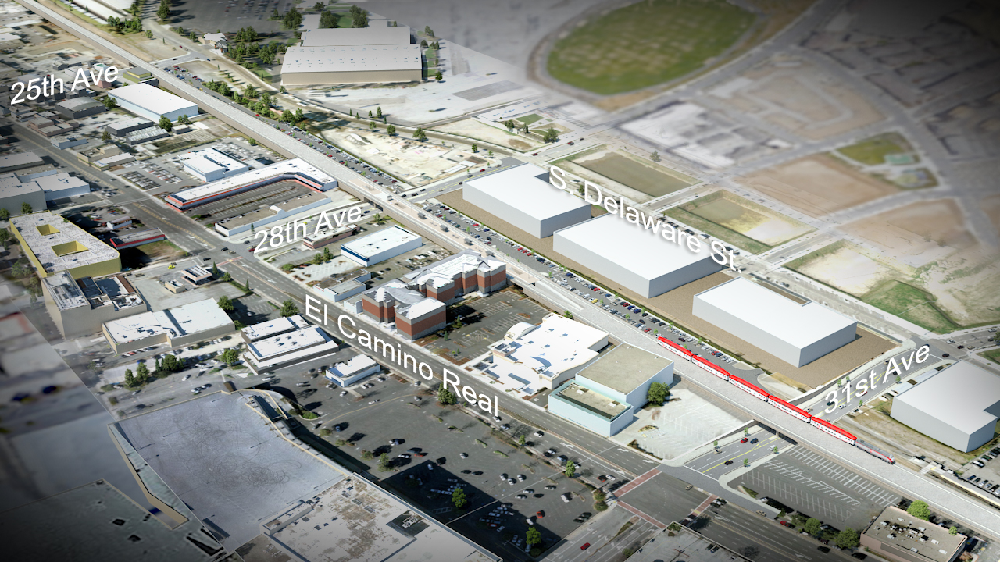 25th Ave
S. Delaware St.
28th Ave
El Camino Real
31st Ave